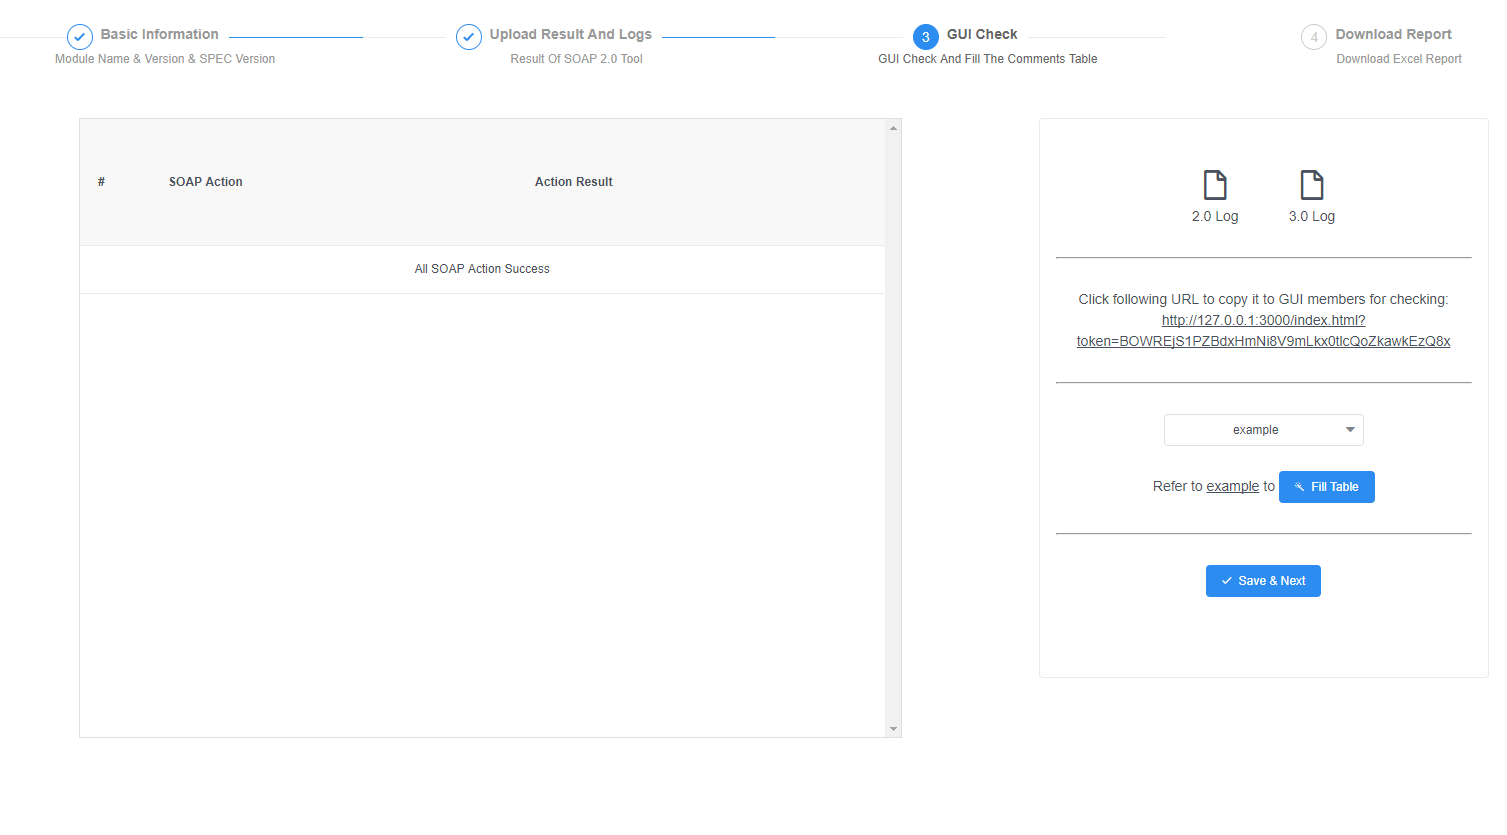 Basic Information
Module Name & Version & SPEC Version
Upload Result And Logs
Result Of SOAP 2.0 Tool
3 GUI Check
GUI Check And Fill The Comments Table
4 Download Report
Download Excel Report
# SOAP Action Action Result
All SOAP Action Success
2.0 Log 3.0 Log
Click following URL to copy it to GUI members for checking:
http://127.0.0.1:3000/index.html?
token=BOWREjS1PZBdxHmNi8V9mLkx0tlcQoZkawkEzQ8x
example
Refer to example to Fill Table
Save & Next